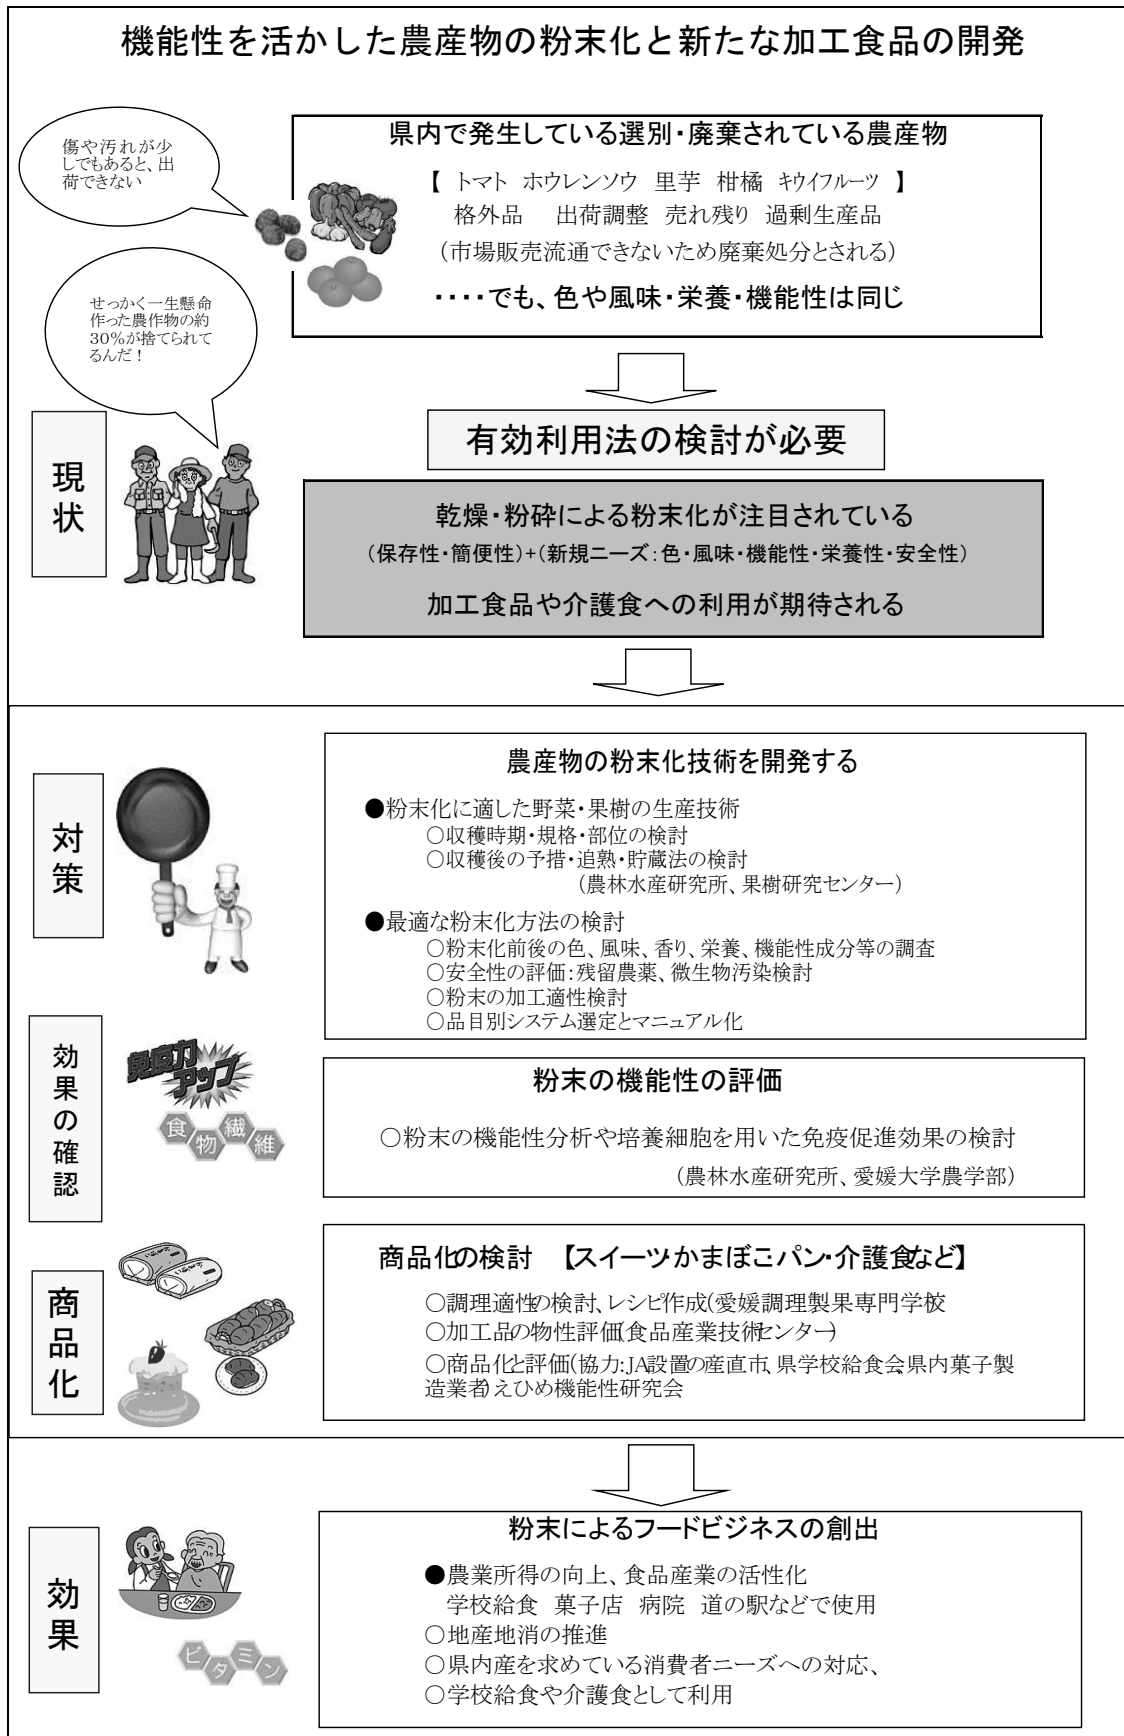 機能性を活かした農産物の粉末化と新たな加工食品の開発
傷や汚れが少
しでもあると、出
荷できない
県内で発生している選別・廃棄されている農産物
【 トマト ホウレンソウ 里芋 柑橘 キウイフルーツ 】
格外品 出荷調整 売れ残り 過剰生産品
（市場販売流通できないため廃棄処分とされる）
・・・・でも、色や風味・栄養・機能性は同じ
せっかく一生懸命
作った農作物の約
30％が捨てられて
るんだ！
現状
有効利用法の検討が必要
乾燥・粉砕による粉末化が注目されている
（保存性・簡便性）+（新規ニーズ：色・風味・機能性・栄養性・安全性）
加工食品や介護食への利用が期待される
対策
農産物の粉末化技術を開発する
●粉末化に適した野菜・果樹の生産技術
○収穫時期・規格・部位の検討
○収穫後の予措・追熟・貯蔵法の検討
（農林水産研究所、果樹研究センター）
●最適な粉末化方法の検討
○粉末化前後の色、風味、香り、栄養、機能性成分等の調査
○安全性の評価：残留農薬、微生物汚染検討
○粉末の加工適性検討
○品目別システム選定とマニュアル化
効果の確認
免疫力
アップ
食物繊維
粉末の機能性の評価
○粉末の機能性分析や培養細胞を用いた免疫促進効果の検討
（農林水産研究所、愛媛大学農学部）
商品化
商品化の検討 【スイーツ・かまぼこ・パン・介護食など】
○調理適性の検討、レシピ作成（愛媛調理製果専門学校）
○加工品の物性評価（食品産業技術センター）
○商品化と評価（協力：JA設置の産直市、県学校給食会、県内菓子製
造業者）えひめ機能性研究会
効果
ビタミン
粉末によるフードビジネスの創出
●農業所得の向上、食品産業の活性化
学校給食 菓子店 病院 道の駅などで使用
○地産地消の推進
○県内産を求めている消費者ニーズへの対応、
○学校給食や介護食として利用